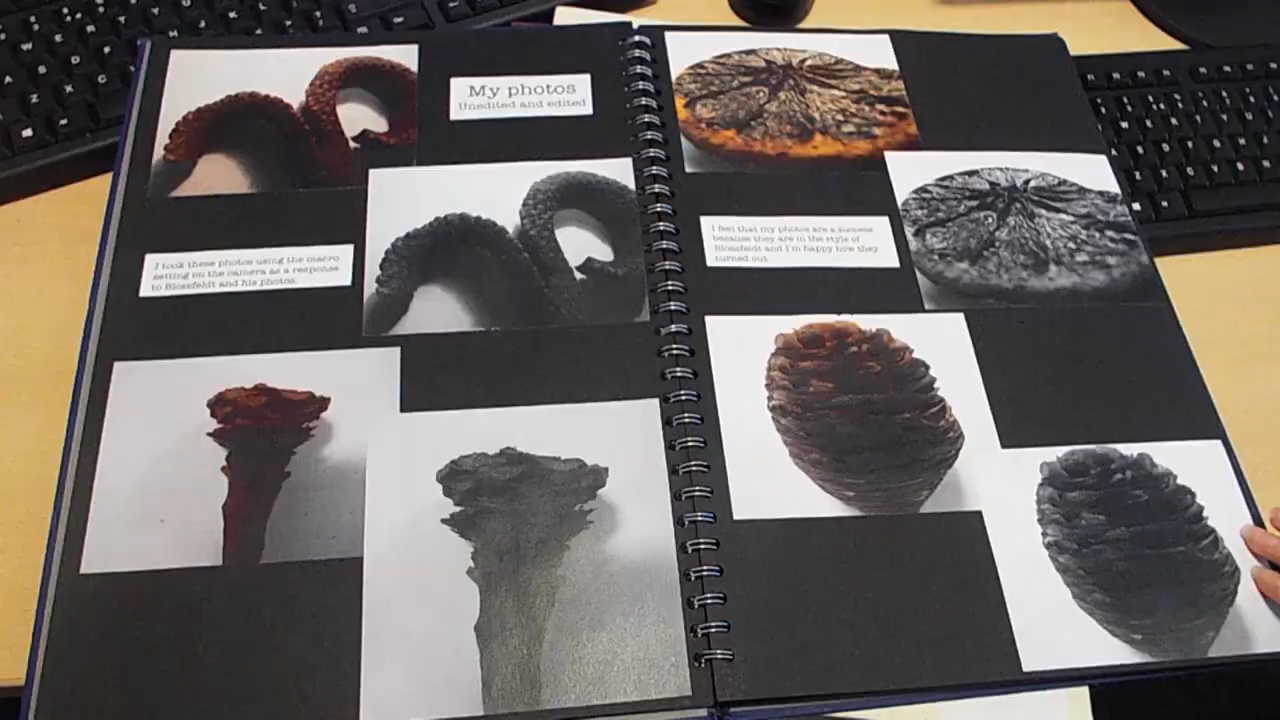 My photos
Unedited and edited
I took these photos using the macro
setting on the camera as a response
to Blossfeldt and his photos.
I feel that my photos are a success
because they are in the style of
Blossfeldt and I'm happy how they
turned out